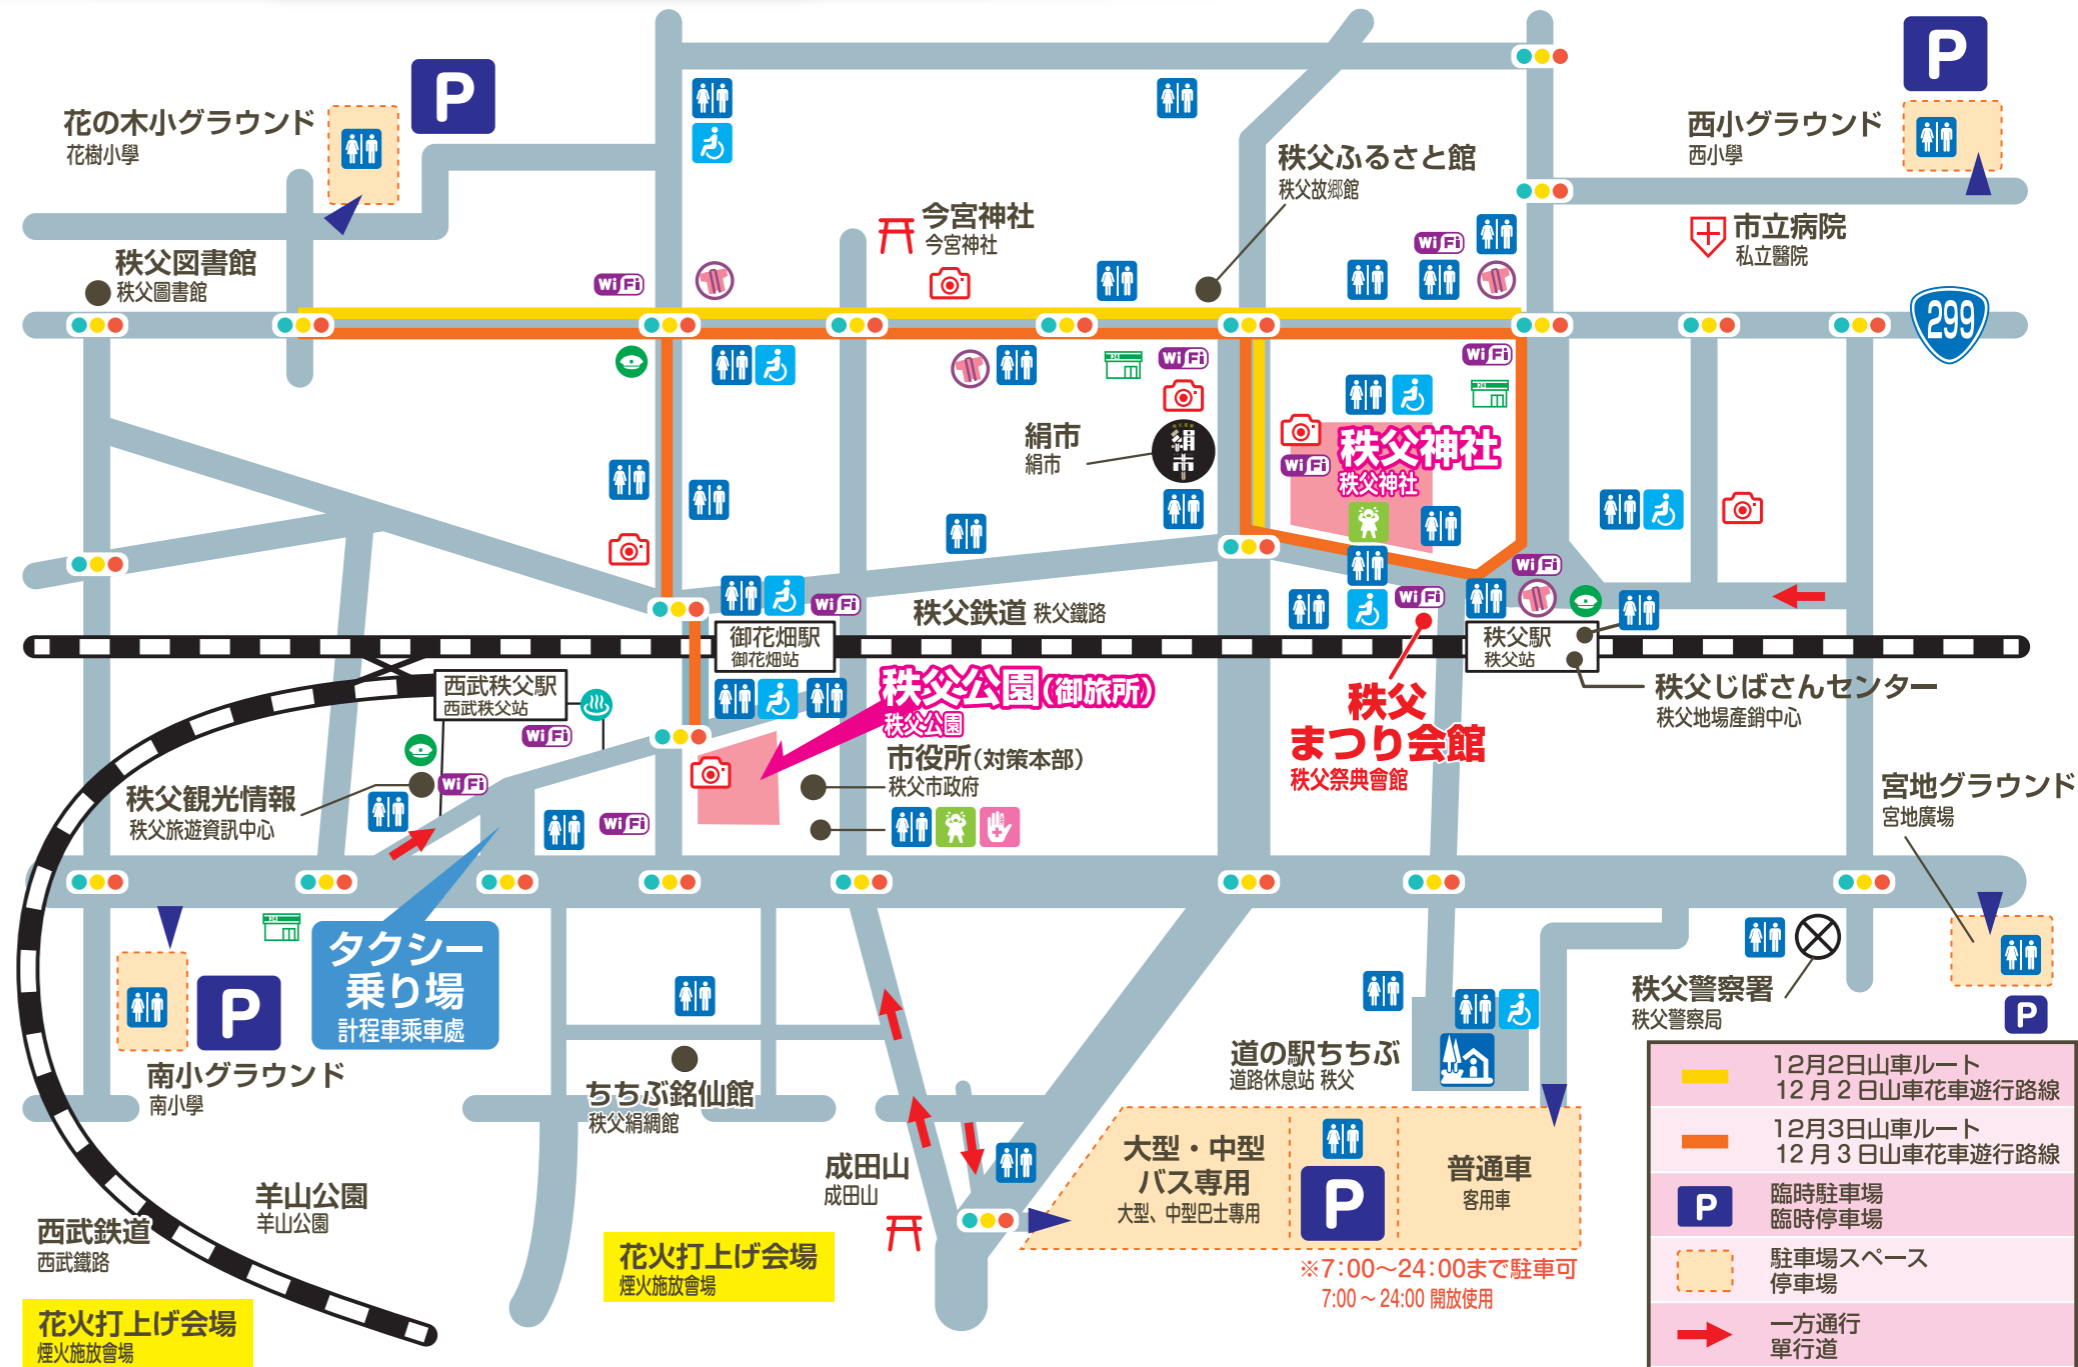 P
P
花の木小グラウンド
花樹小學
西小グラウンド
西小學
秩父ふるさと館
秩父故郷館
今宮神社
今宮神社
市立病院
私立醫院
秩父図書館
秩父圖書館
WiFi
WiFi
299
WiFi
WiFi
絹市
絹市
絹市
秩父神社
秩父神社
WiFi
WiFi
WiFi
WiFi
秩父鉄道 秩父鐵路
御花畑駅
御花畑站
秩父駅
秩父站
西武秩父駅
西武秩父站
秩父公園(御旅所)
秩父公園
秩父じばさんセンター
秩父地場產銷中心
秩父
まつり会館
秩父祭典會館
WiFi
市役所(対策本部)
秩父市政府
WiFi
秩父観光情報
秩父旅遊資訊中心
WiFi
宮地グラウンド
宮地廣場
タクシー
乗り場
計程車乘車處
P
南小グラウンド
南小學
秩父警察署
秩父警察局
P
道の駅ちちぶ
道路休息站 秩父
ちちぶ銘仙館
秩父絹綢館
成田山
成田山
大型・中型
バス専用
大型、中型巴士專用
P
普通車
客用車
※7:00〜24:00まで駐車可
7:00 ~ 24:00 開放使用
羊山公園
羊山公園
西武鉄道
西武鐵路
花火打上げ会場
煙火施放會場
花火打上げ会場
煙火施放會場
12月2日山車ルート
12 月 2 日山車花車遊行路線
12月3日山車ルート
12 月 3 日山車花車遊行路線
P
臨時駐車場
臨時停車場
駐車場スペース
停車場
一方通行
單行道